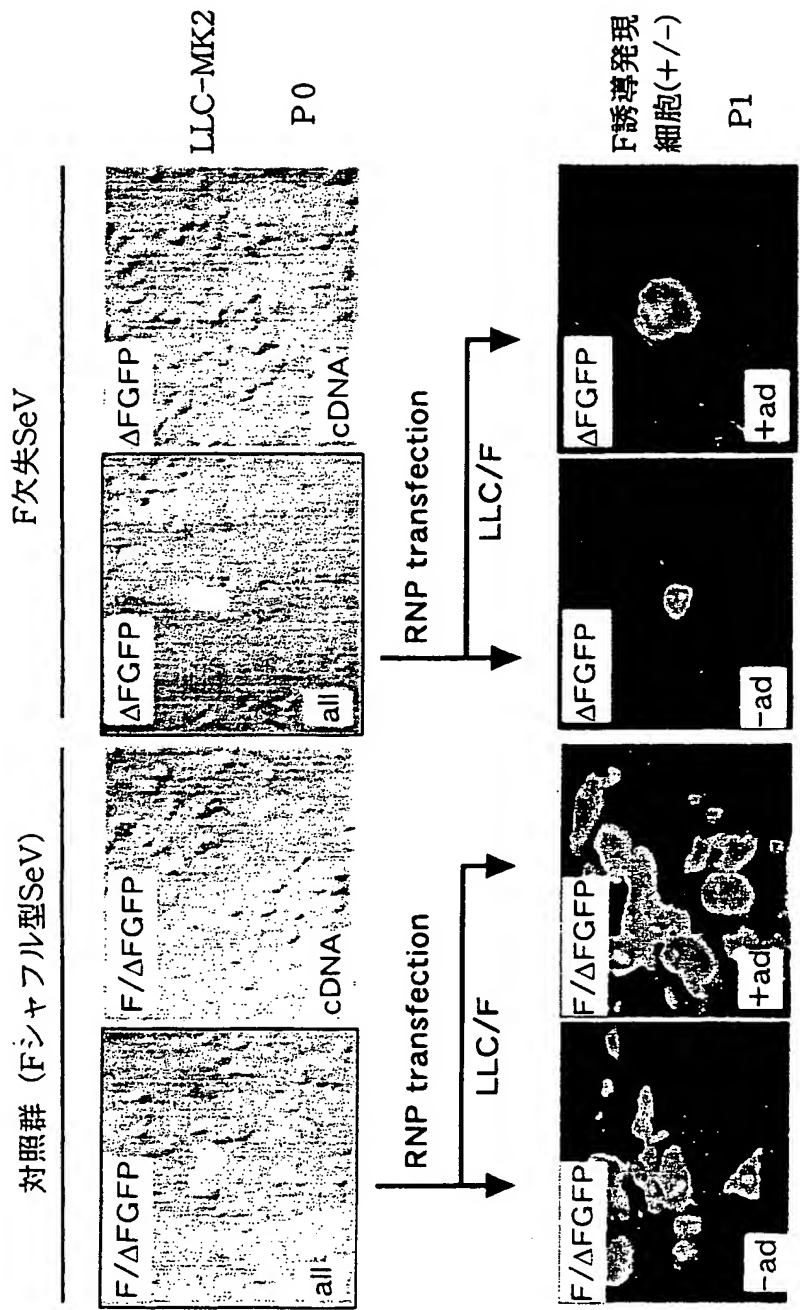 対照群 (Fシャフル型SeV)
F欠失SeV
F/ΔFGFP
all
F/ΔFGFP
cDNA
ΔFGFP
all
ΔFGFP
cDNA
LLC-MK2
P0
RNP transfection
LLC/F
RNP transfection
LLC/F
F/ΔFGFP
-ad
F/ΔFGFP
+ad
ΔFGFP
-ad
ΔFGFP
+ad
F誘導発現
細胞(+/-)
P1